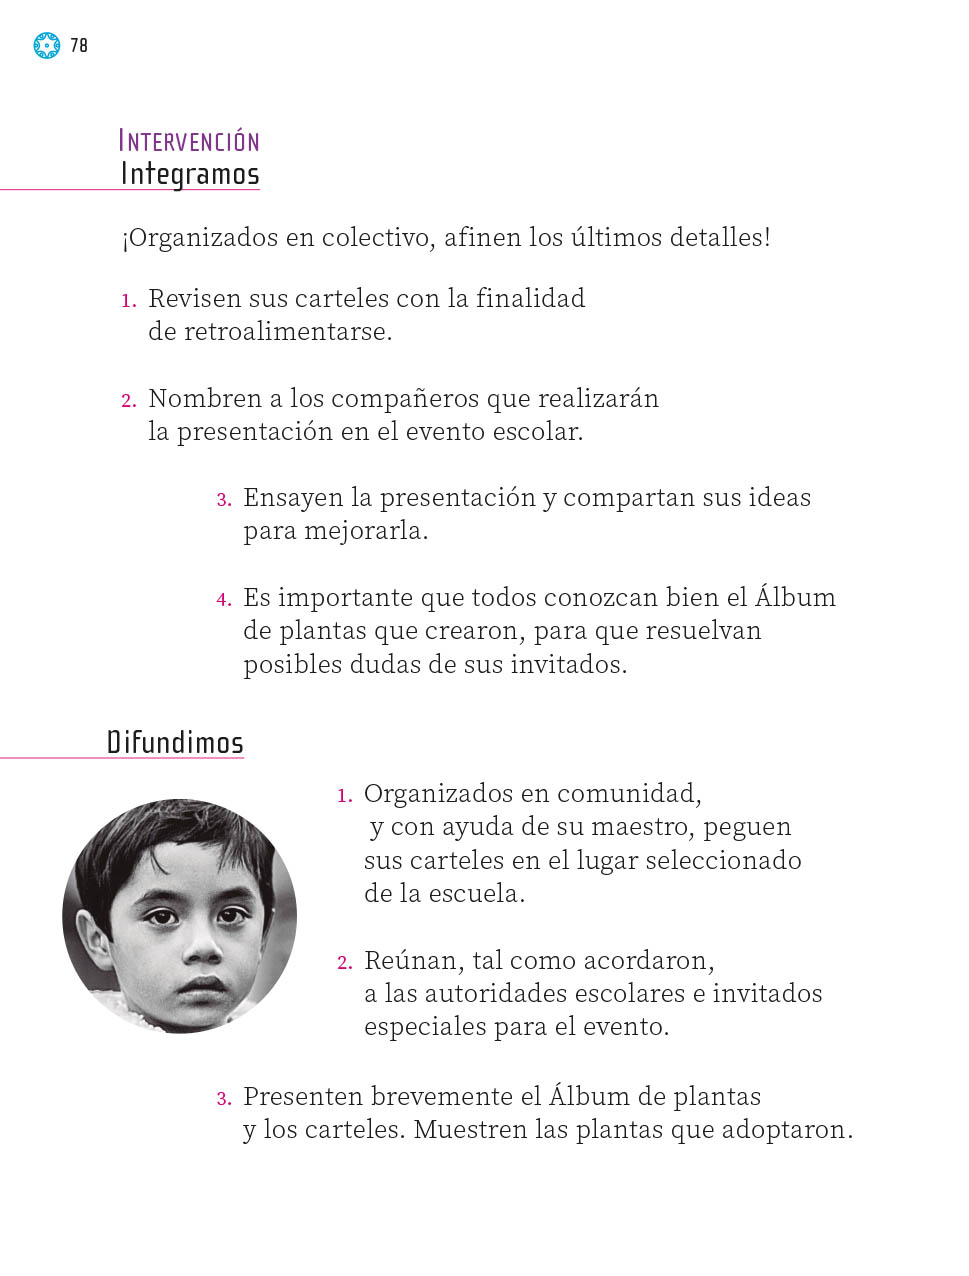 78
INTERVENCIÓN
Integramos
¡Organizados en colectivo, afinen los últimos detalles!
1. Revisen sus carteles con la finalidad
de retroalimentarse.
2. Nombren a los compañeros que realizarán
la presentación en el evento escolar.
3. Ensayen la presentación y compartan sus ideas
para mejorarla.
4. Es importante que todos conozcan bien el Álbum
de plantas que crearon, para que resuelvan
posibles dudas de sus invitados.
Difundimos
1. Organizados en comunidad,
y con ayuda de su maestro, peguen
sus carteles en el lugar seleccionado
de la escuela.
2. Reúnan, tal como acordaron,
a las autoridades escolares e invitados
especiales para el evento.
3. Presenten brevemente el Álbum de plantas
y los carteles. Muestren las plantas que adoptaron.